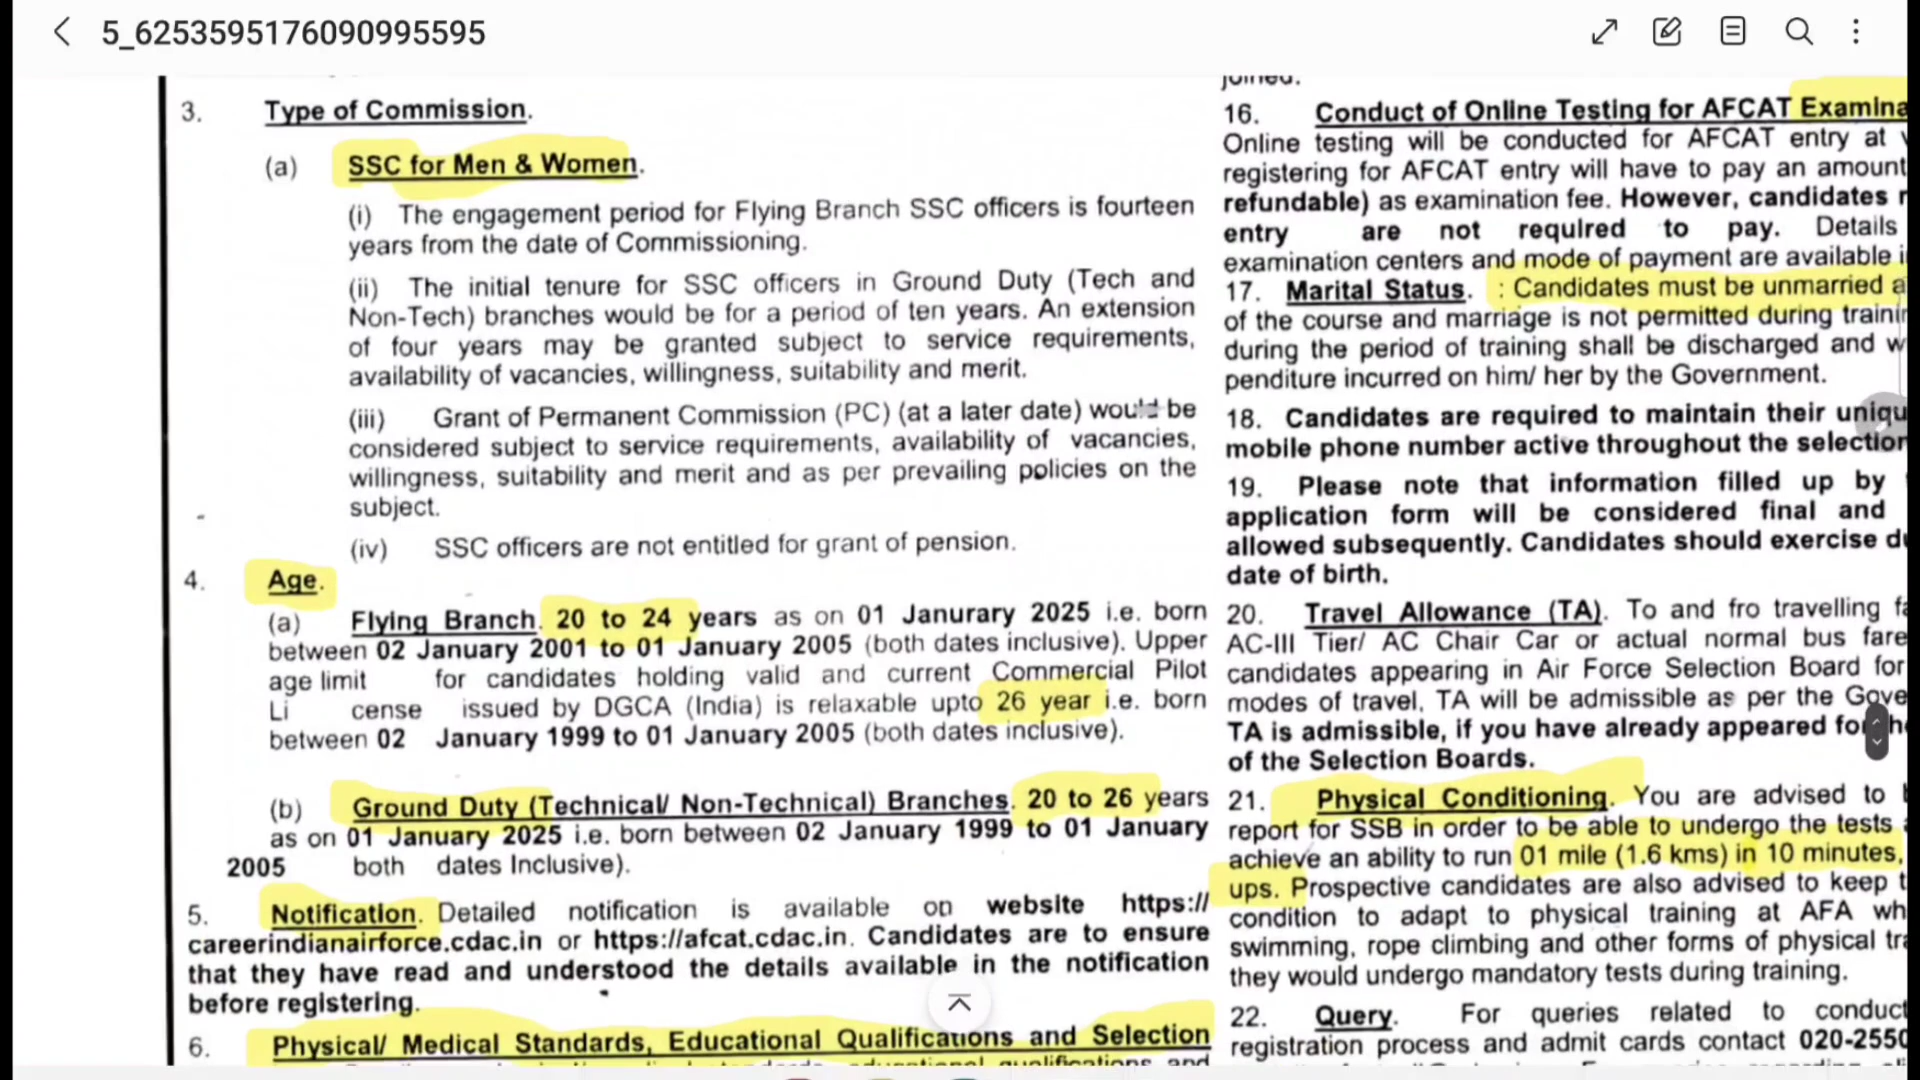 5_6253595176090995595
3. Type of Commission.
(a) SSC for Men & Women.
(i) The engagement period for Flying Branch SSC officers is fourteen
years from the date of Commissioning.
(ii) The initial tenure for SSC officers in Ground Duty (Tech and
Non-Tech) branches would be for a period of ten years. An extension
of four years may be granted subject to service requirements,
availability of vacancies, willingness, suitability and merit.
(iii) Grant of Permanent Commission (PC) (at a later date) would be
considered subject to service requirements, availability of vacancies,
willingness, suitability and merit and as per prevailing policies on the
subject.
(iv) SSC officers are not entitled for grant of pension.
4. Age.
(a) Flying Branch. 20 to 24 years as on 01 Janurary 2025 i.e. born
between 02 January 2001 to 01 January 2005 (both dates inclusive). Upper
age limit for candidates holding valid and current Commercial Pilot
Li cense issued by DGCA (India) is relaxable upto 26 year i.e. born
between 02 January 1999 to 01 January 2005 (both dates inclusive).
(b) Ground Duty (Technical/ Non-Technical) Branches. 20 to 26 years
as on 01 January 2025 i.e. born between 02 January 1999 to 01 January
2005 both dates Inclusive).
5. Notification. Detailed notification is available on website https://
careerindianairforce.cdac.in or https://afcat.cdac.in. Candidates are to ensure
that they have read and understood the details available in the notification
before registering.
6. Physical/ Medical Standards, Educational Qualifications and Selection
educational qualifications and
joined.
16. Conduct of Online Testing for AFCAT Examina
Online testing will be conducted for AFCAT entry at
registering for AFCAT entry will have to pay an amount
refundable) as examination fee. However, candidates
entry are not required to pay. Details
examination centers and mode of payment are available
17. Marital Status. : Candidates must be unmarried
of the course and marriage is not permitted during trainin
during the period of training shall be discharged and
penditure incurred on him/ her by the Government.
18. Candidates are required to maintain their uniqu
mobile phone number active throughout the selection
19. Please note that information filled up by
application form will be considered final and
allowed subsequently. Candidates should exercise
date of birth.
20. Travel Allowance (TA). To and fro travelling
AC-III Tier/ AC Chair Car or actual normal bus fare
candidates appearing in Air Force Selection Board for
modes of travel, TA will be admissible as per the Gove
TA is admissible, if you have already appeared for
of the Selection Boards.
21. Physical Conditioning. You are advised to
report for SSB in order to be able to undergo the tests
achieve an ability to run 01 mile (1.6 kms) in 10 minutes,
ups. Prospective candidates are also advised to keep
condition to adapt to physical training at AFA
swimming, rope climbing and other forms of physical
they would undergo mandatory tests during training.
22. Query. For queries related to conduct
registration process and admit cards contact 020-2550